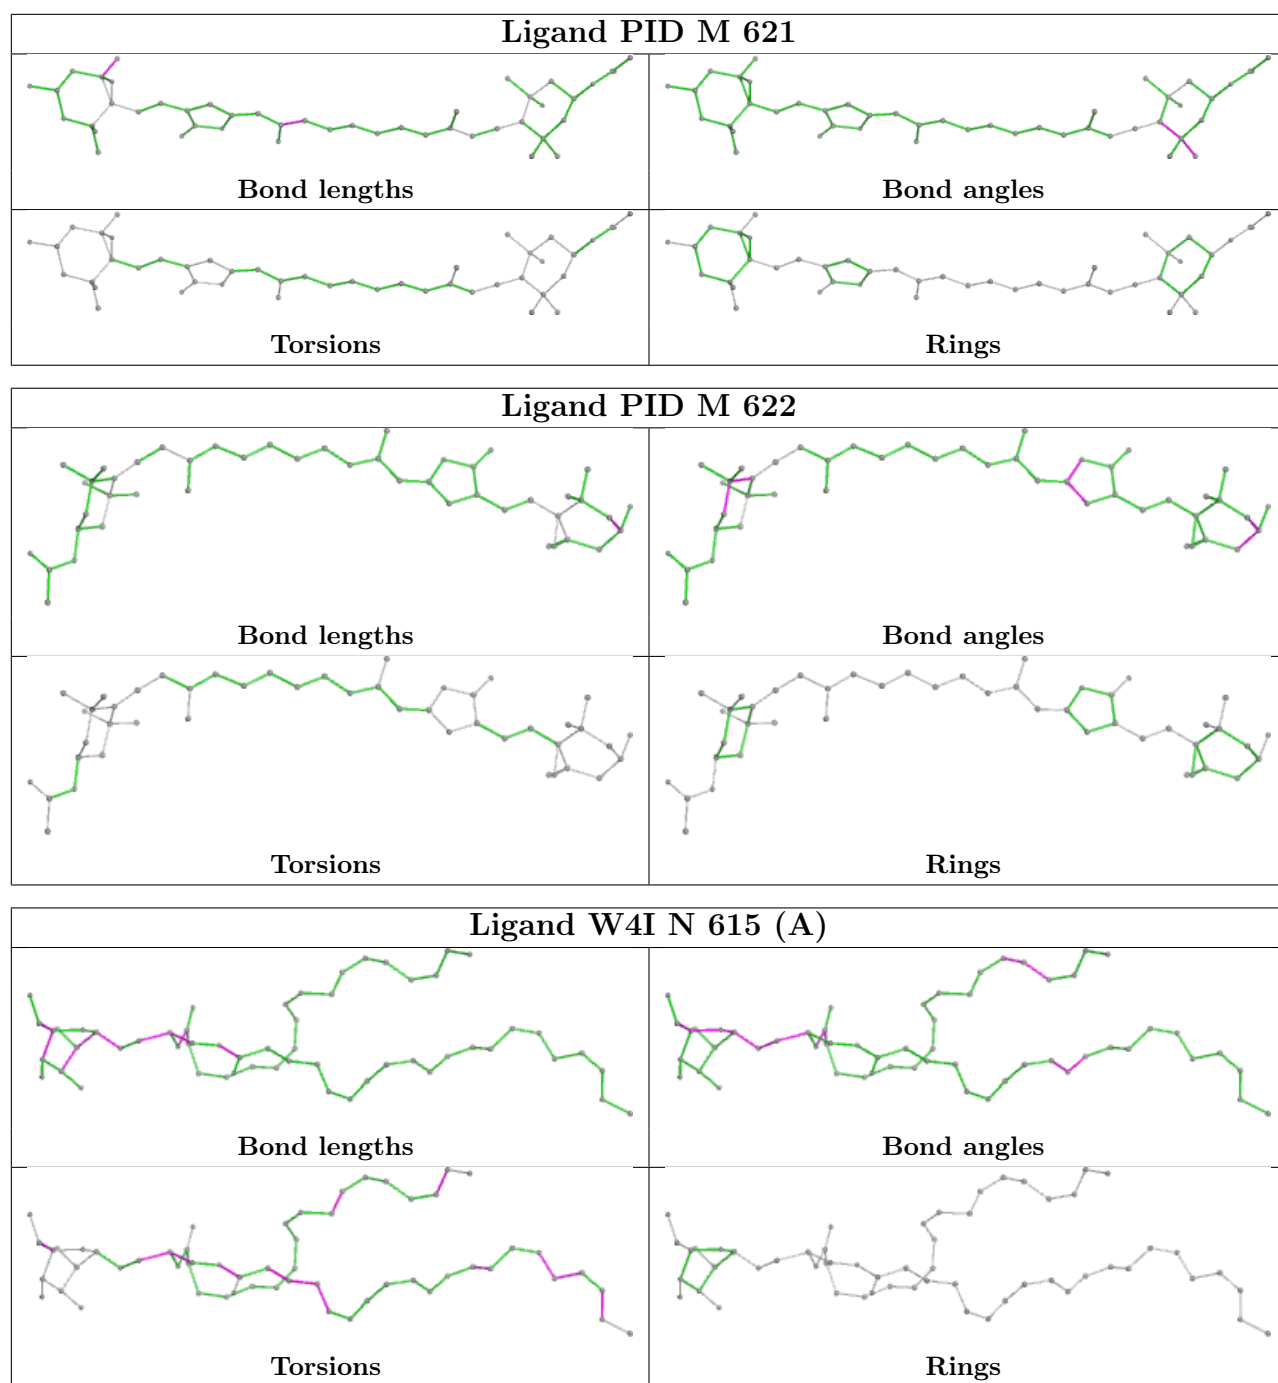 Ligand PID M 621
Bond lengths
Bond angles
Torsions
Rings
Ligand PID M 622
Bond lengths
Bond angles
Torsions
Rings
Ligand W4I N 615 (A)
Bond lengths
Bond angles
Torsions
Rings